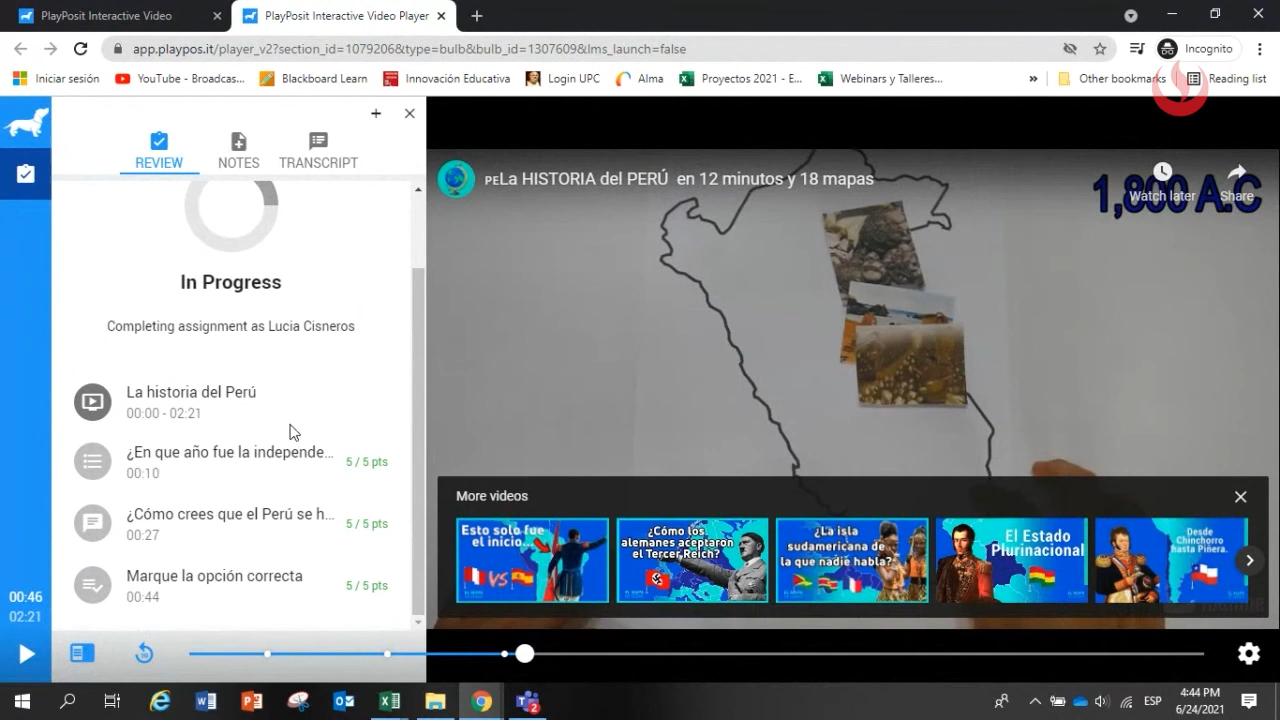 PlayPosit Interactive Video
PlayPosit Interactive Video Player
app.playpos.it/player_v2?section_id=1079206&type=bulb&bulb_id=1307609&lms_launch=false
Incognito
Iniciar sesión
YouTube - Broadcas...
Blackboard Learn
Innovación Educativa
Login UPC
Alma
Proyectos 2021 - E...
Webinars y Talleres...
»
Other bookmarks
Reading list
REVIEW
NOTES
TRANSCRIPT
In Progress
Completing assignment as Lucia Cisneros
La historia del Perú
00:00 - 02:21
¿En que año fue la independe...
00:10
5 / 5 pts
¿Cómo crees que el Perú se h...
00:27
5 / 5 pts
Marque la opción correcta
00:44
5 / 5 pts
00:46
02:21
PELa HISTORIA del PERÚ en 12 minutos y 18 mapas
Watch later
Share
1,800 A.C
More videos
Esto solo fue
el inicio...
VS
¿Cómo los
alemanes aceptaron
el Tercer Reich?
¿La isla
sudamericana de
la que nadie habla?
El Estado
Plurinacional
Desde
Chinchorro
hasta Piñera.
10
ESP
4:44 PM
6/24/2021
2